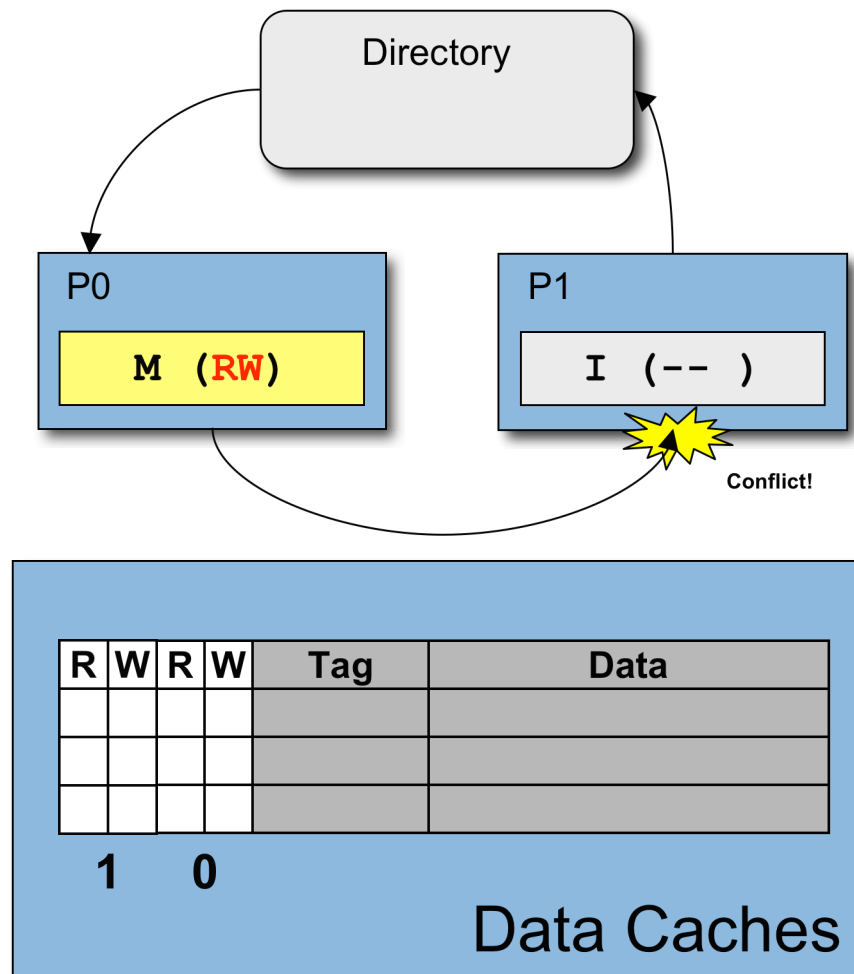 Directory
P0
P1
M (RW)
I (-- )
Conflict!
R W R W Tag Data
1 0
Data Caches